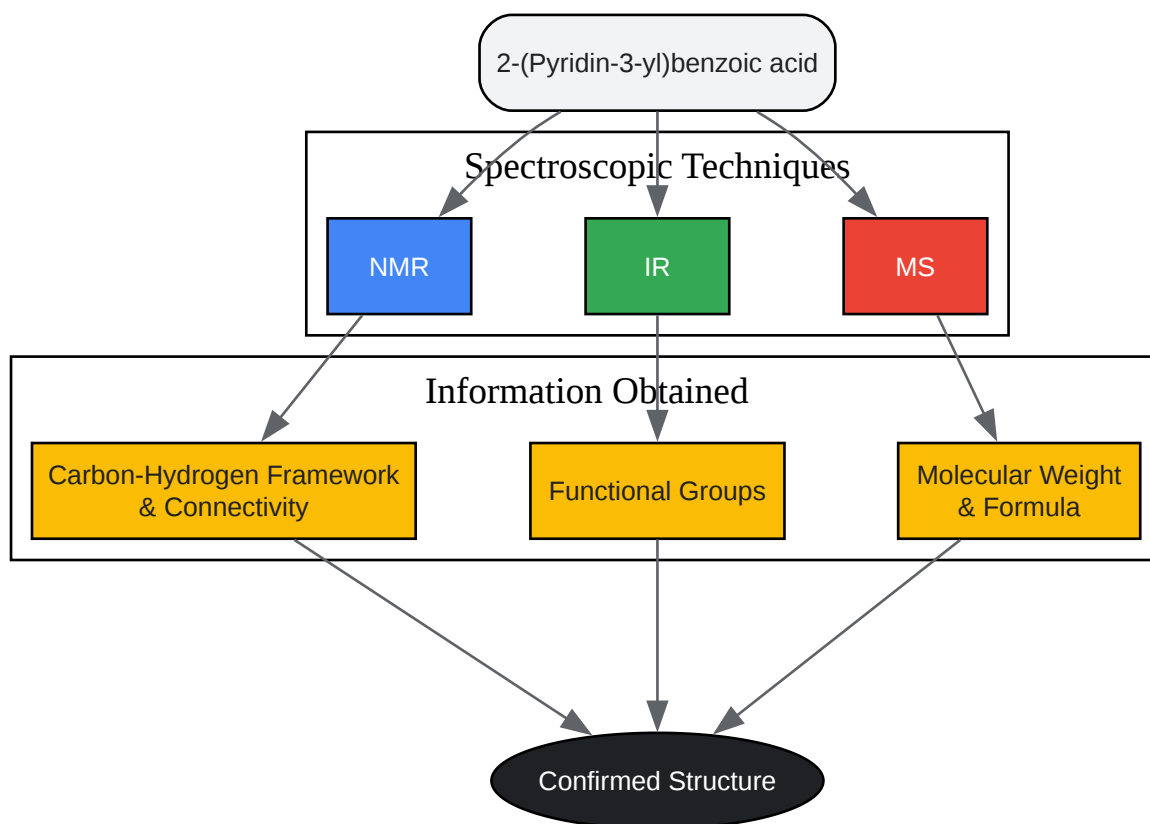 2-(Pyridin-3-yl)benzoic acid
Spectroscopic Techniques
NMR
IR
MS
Information Obtained
Carbon-Hydrogen Framework
& Connectivity
Functional Groups
Molecular Weight
& Formula
Confirmed Structure